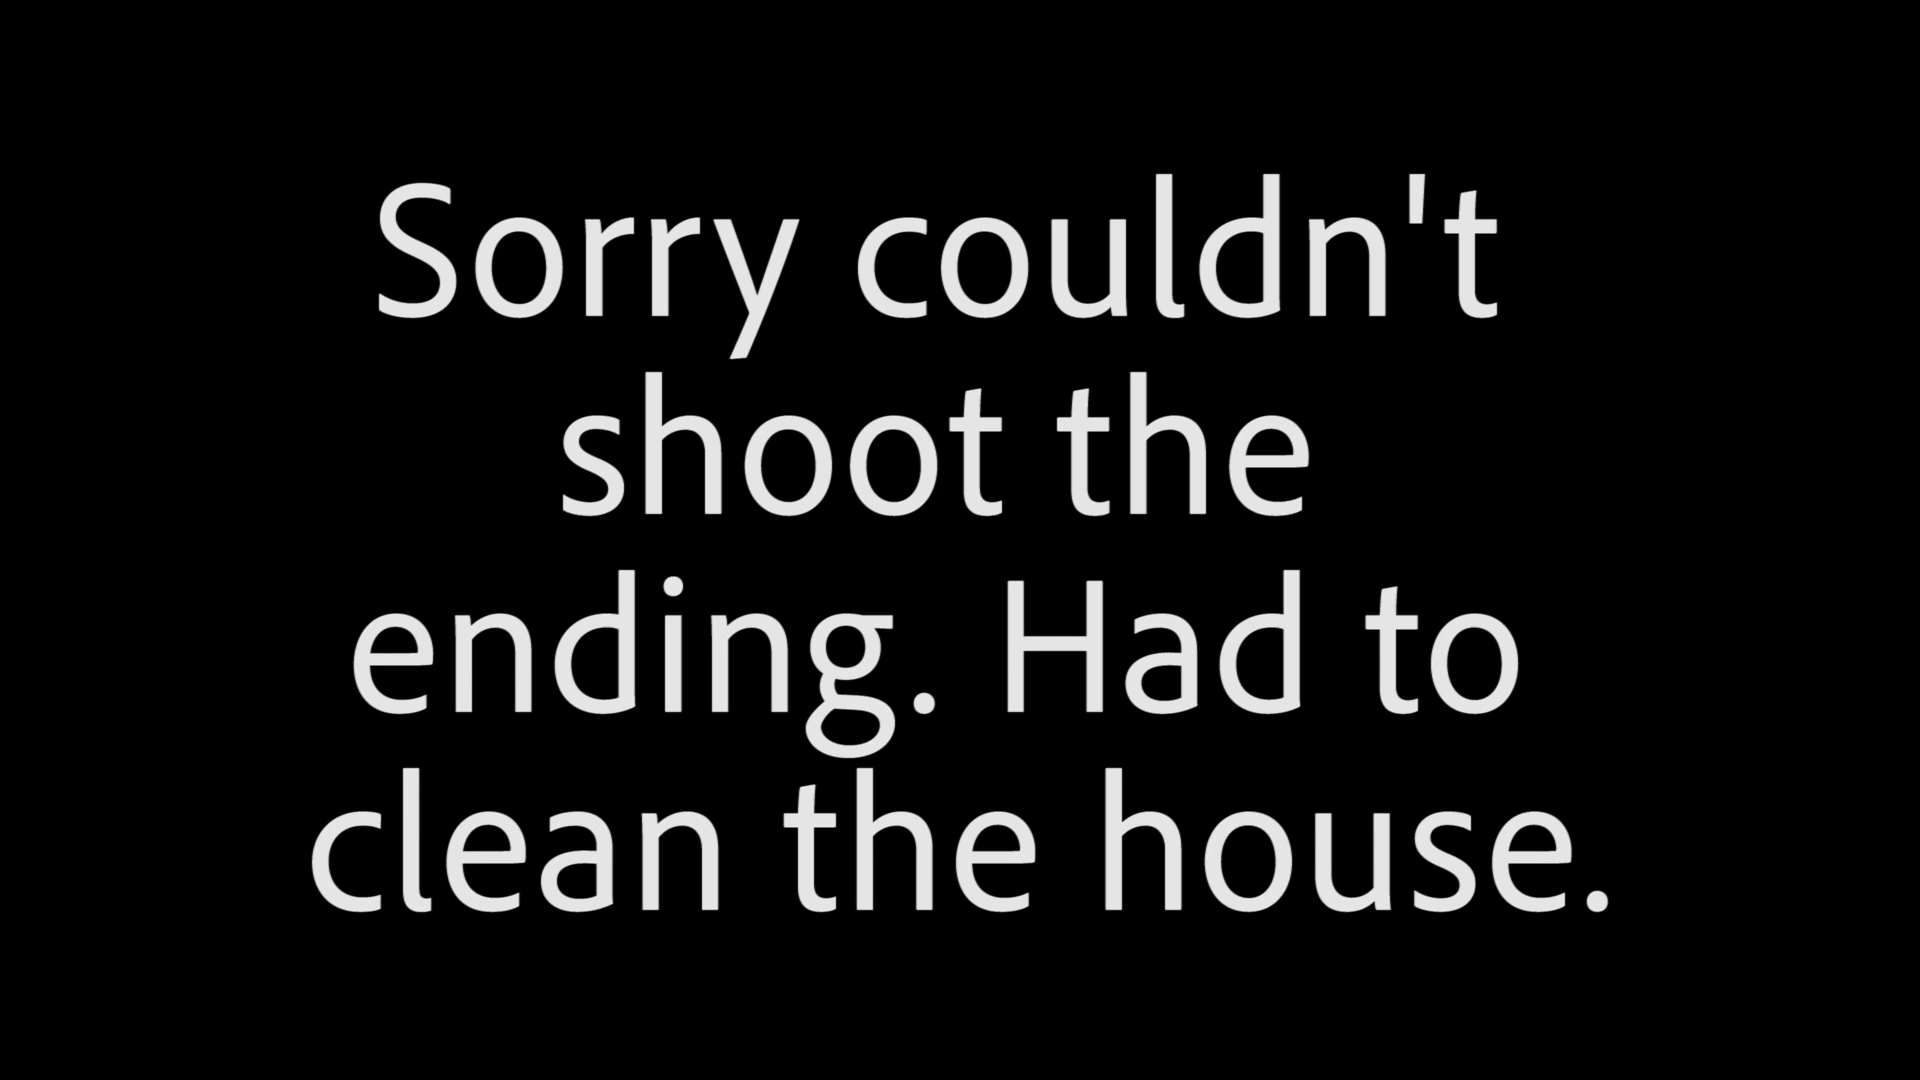 Sorry couldn't
shoot the
ending. Had to
clean the house.